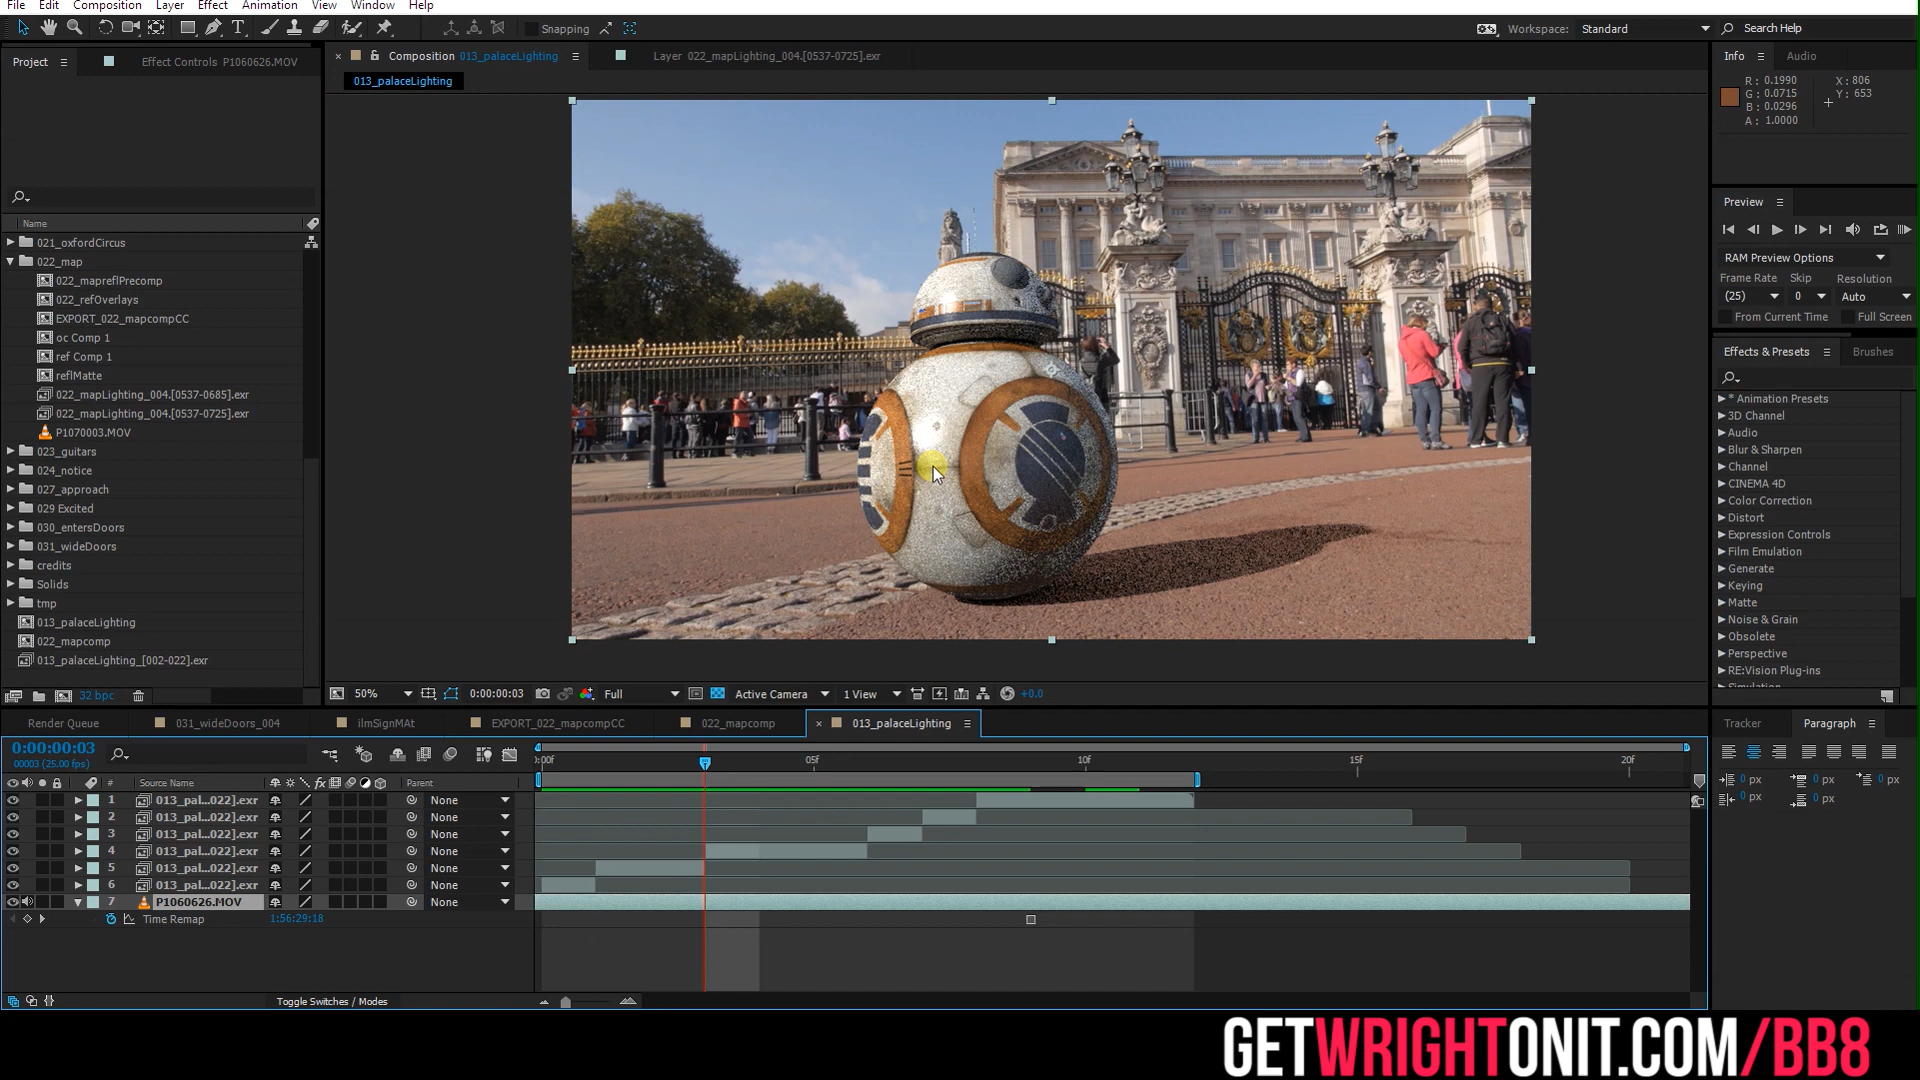 File Edit Composition Layer Effect Animation View Window Help
Snapping
Workspace: Standard
Search Help
Project
Effect Controls P1060626.MOV
Composition 013_palaceLighting
Layer 022_mapLighting_004.[0537-0725].exr
013_palaceLighting
Info Audio
R: 0.1990
G: 0.0715
B: 0.0296
A: 1.0000
X: 806
Y: 653
Preview
RAM Preview Options
Frame Rate Skip Resolution
(25) 0 Auto
From Current Time Full Screen
Effects & Presets Brushes
* Animation Presets
3D Channel
Audio
Blur & Sharpen
Channel
CINEMA 4D
Color Correction
Distort
Expression Controls
Film Emulation
Generate
Keying
Matte
Noise & Grain
Obsolete
Perspective
RE:Vision Plug-ins
Name
021_oxfordCircus
022_map
022_mapreflPrecomp
022_refOverlays
EXPORT_022_mapcompCC
oc Comp 1
ref Comp 1
reflMatte
022_mapLighting_004.[0537-0685].exr
022_mapLighting_004.[0537-0725].exr
P1070003.MOV
023_guitars
024_notice
027_approach
029 Excited
030_entersDoors
031_wideDoors
credits
Solids
tmp
013_palaceLighting
022_mapcomp
013_palaceLighting_[002-022].exr
32 bpc
50% 0:00:00:03 Full Active Camera 1 View +0.0
Render Queue 031_wideDoors_004 ilmSignMAt EXPORT_022_mapcompCC 022_mapcomp 013_palaceLighting
Tracker Paragraph
0:00:00:03
00003 (25.00 fps)
:00f 05f 10f 15f 20f
# Source Name Parent
1 013_pal...022].exr None
2 013_pal...022].exr None
3 013_pal...022].exr None
4 013_pal...022].exr None
5 013_pal...022].exr None
6 013_pal...022].exr None
7 P1060626.MOV None
Time Remap 1:56:29:18
0 px 0 px 0 px
0 px 0 px
Toggle Switches / Modes
GETWRIGHTONIT.COM/BB8